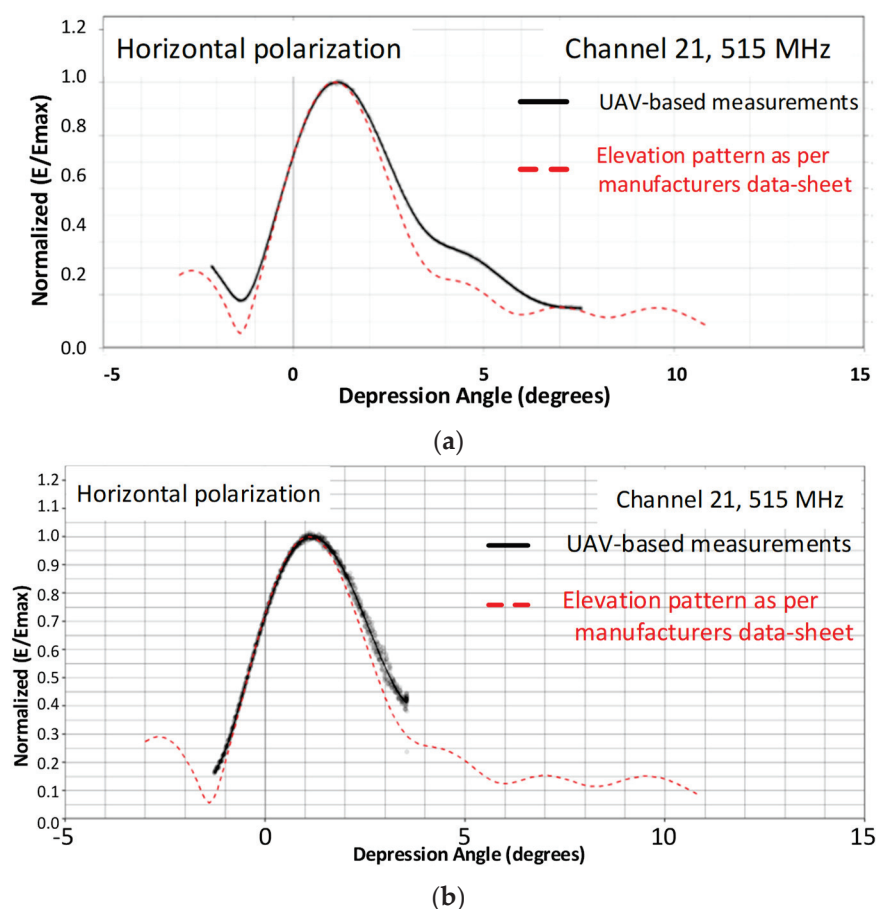 1.2
Horizontal polarization
Channel 21, 515 MHz
1.0
UAV-based measurements
0.8
Elevation pattern as per
manufacturers data-sheet
0.6
0.4
0.2
0.0
Normalized (E/Emax)
-5
0
5
10
15
Depression Angle (degrees)
(a)
1.2
Horizontal polarization
Channel 21, 515 MHz
1.1
1.0
UAV-based measurements
0.9
0.8
Elevation pattern as per
manufacturers data-sheet
0.7
0.6
0.5
0.4
0.3
0.2
0.1
0.0
Normalized (E/Emax)
-5
0
5
10
15
Depression Angle (degrees)
(b)